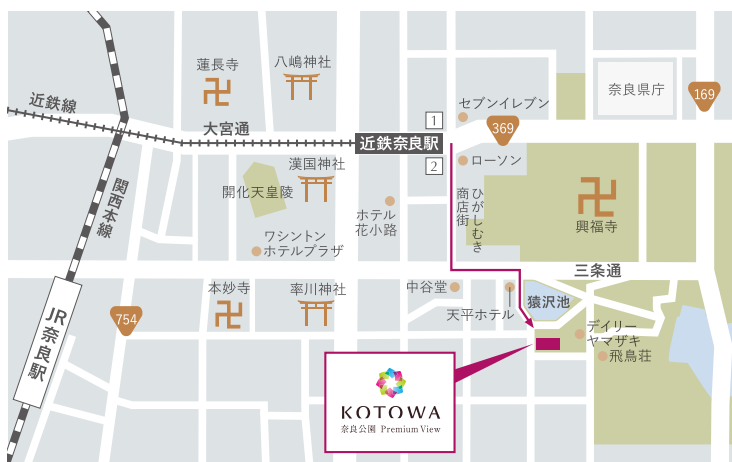 八嶋神社
蓮長寺
奈良県庁
169
近鉄線
セブンイレブン
1
369
大宮通
近鉄奈良駅
2
ローソン
漢国神社
開化天皇陵
関西本線
ひがしむき
商店街
興福寺
ホテル
花小路
ワシントン
ホテルプラザ
三条通
本妙寺
率川神社
中谷堂
猿沢池
天平ホテル
754
JR奈良駅
デイリー
ヤマザキ
飛鳥荘
KOTOWA
奈良公園 Premium View